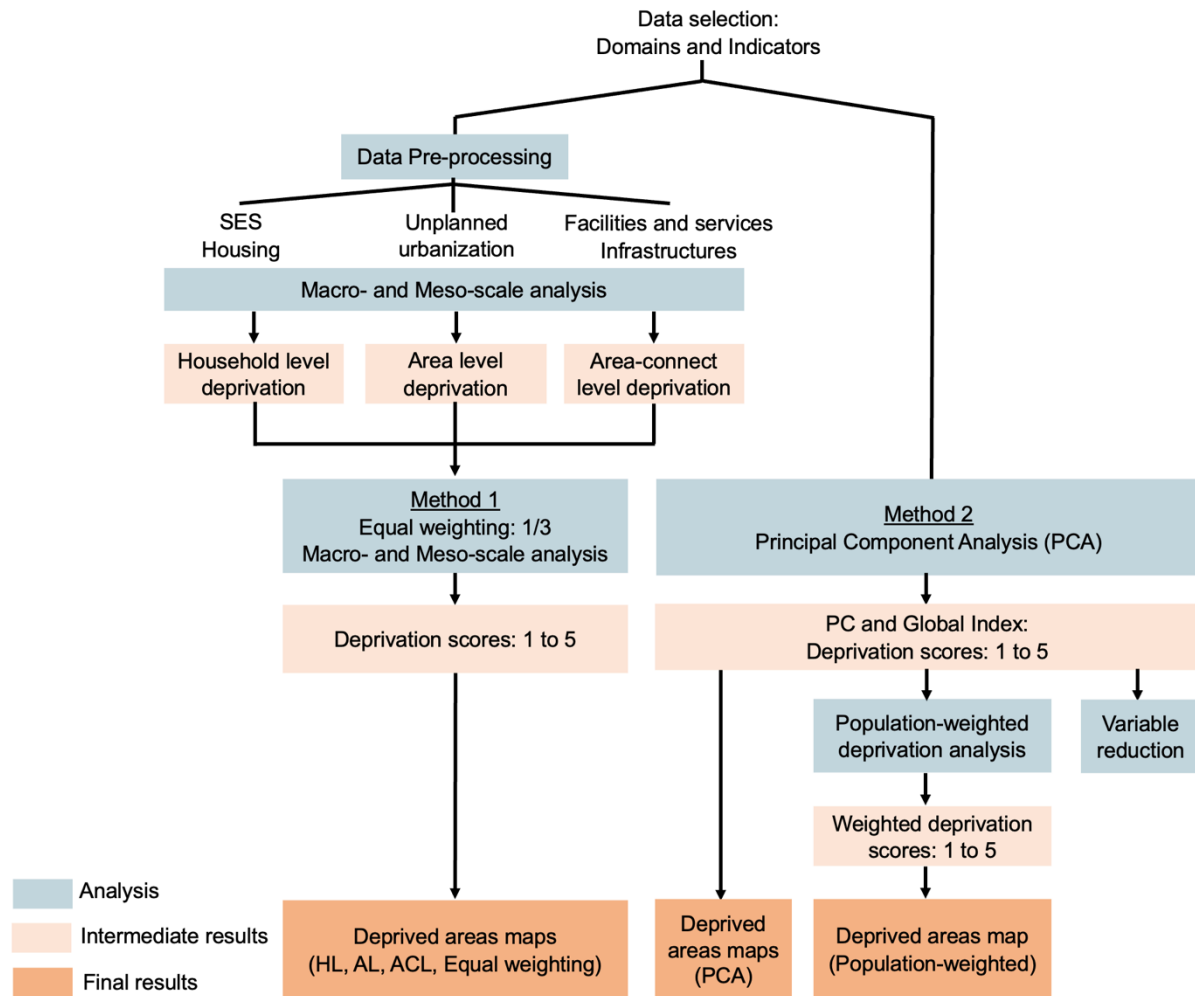 Data selection:
Domains and Indicators
Data Pre-processing
SES
Housing
Unplanned
urbanization
Facilities and services
Infrastructures
Macro- and Meso-scale analysis
Household level
deprivation
Area level
deprivation
Area-connect
level deprivation
Method 1
Equal weighting: 1/3
Macro- and Meso-scale analysis
Method 2
Principal Component Analysis (PCA)
Deprivation scores: 1 to 5
PC and Global Index:
Deprivation scores: 1 to 5
Population-weighted
deprivation analysis
Variable
reduction
Weighted deprivation
scores: 1 to 5
Analysis
Intermediate results
Final results
Deprived areas maps
(HL, AL, ACL, Equal weighting)
Deprived
areas maps
(PCA)
Deprived areas map
(Population-weighted)